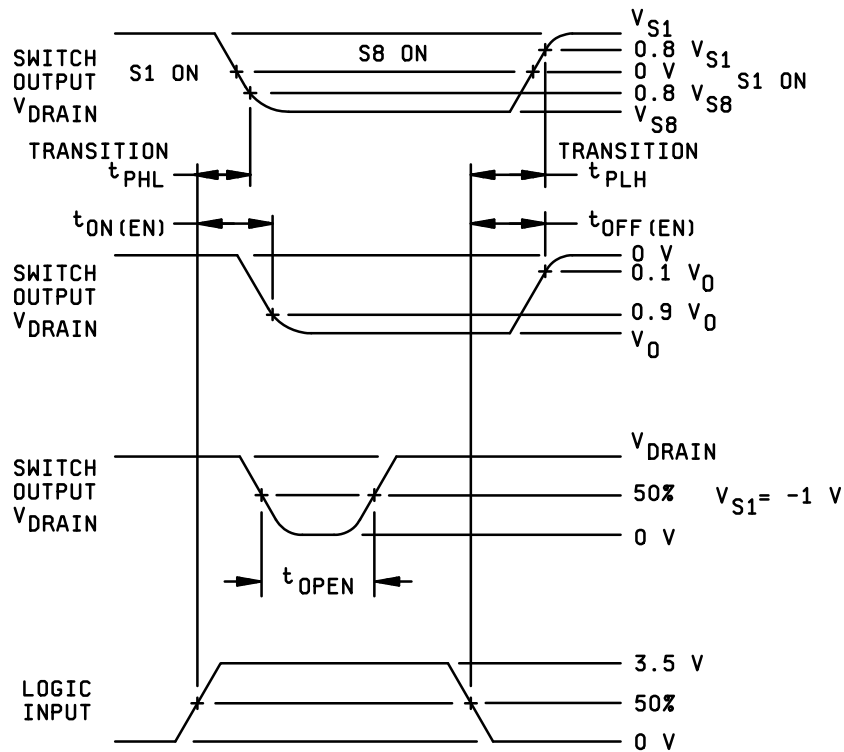 V_S1
SWITCH OUTPUT V_DRAIN
S1 ON
S8 ON
0.8 V_S1
0 V
S1 ON
0.8 V_S8
V_S8
TRANSITION t_PHL
TRANSITION t_PLH
t_ON(EN)
t_OFF(EN)
SWITCH OUTPUT V_DRAIN
0 V
0.1 V_O
0.9 V_O
V_O
SWITCH OUTPUT V_DRAIN
V_DRAIN
50%
V_S1= -1 V
0 V
t_OPEN
LOGIC INPUT
3.5 V
50%
0 V